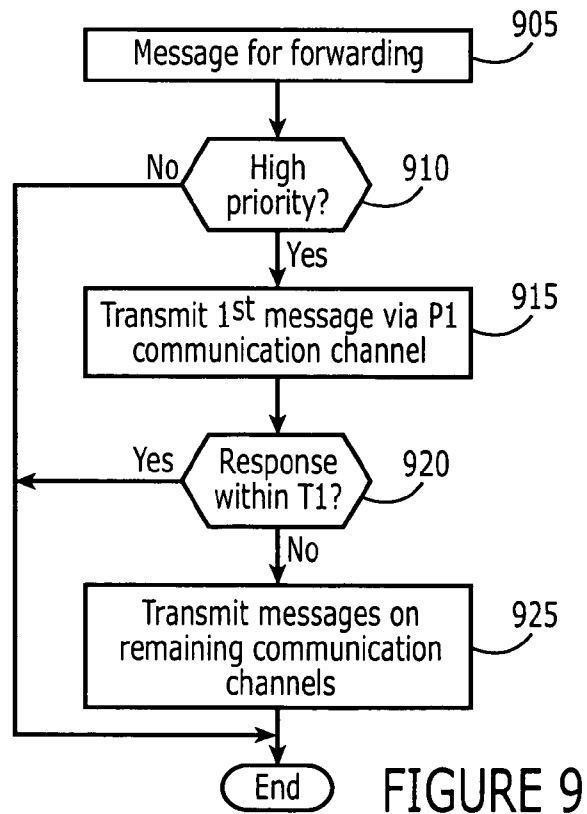 905
Message for forwarding
No
High
priority?
910
Yes
915
Transmit 1st message via P1
communication channel
Yes
Response
within T1?
920
No
925
Transmit messages on
remaining communication
channels
End
FIGURE 9